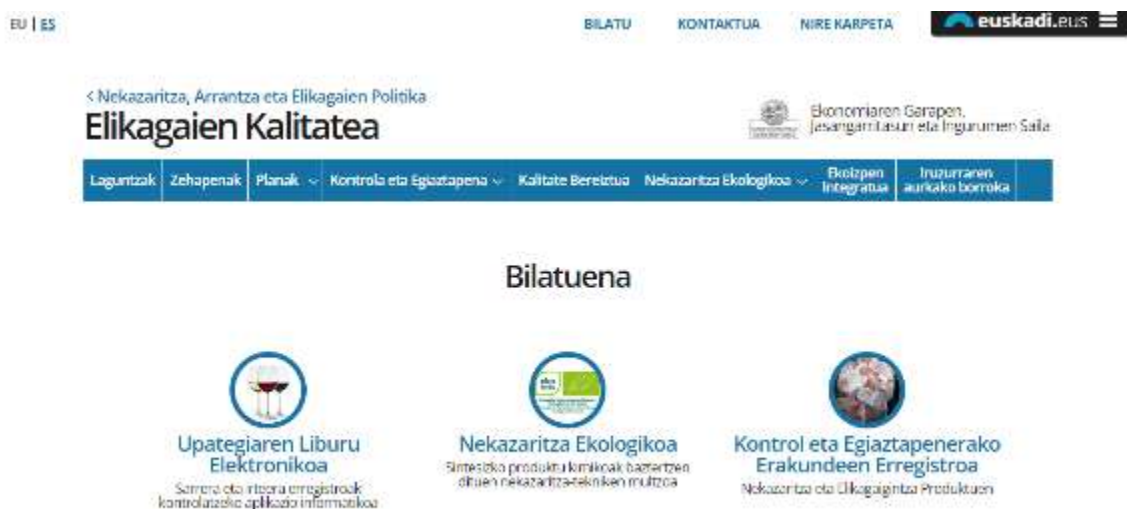 EU | ES
BILATU KONTAKTUA NIRE KARPETA euskadi.eus
< Nekazaritza, Arrantza eta Elikagaien Politika
Elikagaien Kalitatea
Ekonomiaren Garapen,
Jasangarritasun eta Ingurumen Saila
Laguntzak Zehapenak Planak Kontrola eta Egiaztapena Kalitate Bereiztua Nekazaritza Ekologikoa Ekoizpen Integratua Iruzurraren aurkako borroka
Bilatuena
Upategiaren Liburu
Elektronikoa
Sarrera eta irteera erregistroak
kontrolatzeko aplikazio informatikoa
Nekazaritza Ekologikoa
Sintesizko produktu kimikoak baztertzen
dituen nekazaritza-tekniken multzoa
Kontrol eta Egiaztapenerako
Erakundeen Erregistroa
Nekazaritza eta Elikagaigintza Produktuen